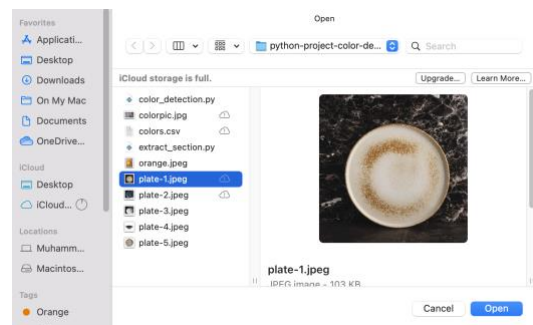 Open
Favorites
Applicati...
Desktop
Downloads
On My Mac
Documents
OneDrive...
iCloud
Desktop
iCloud...
Locations
Muhamm...
Macintos...
Tags
Orange
python-project-color-de...
Search
iCloud storage is full.
Upgrade...
Learn More...
color_detection.py
colorpic.jpg
colors.csv
extract_section.py
orange.jpeg
plate-1.jpeg
plate-2.jpeg
plate-3.jpeg
plate-4.jpeg
plate-5.jpeg
plate-1.jpeg
JPEG image - 103 KB
Cancel
Open